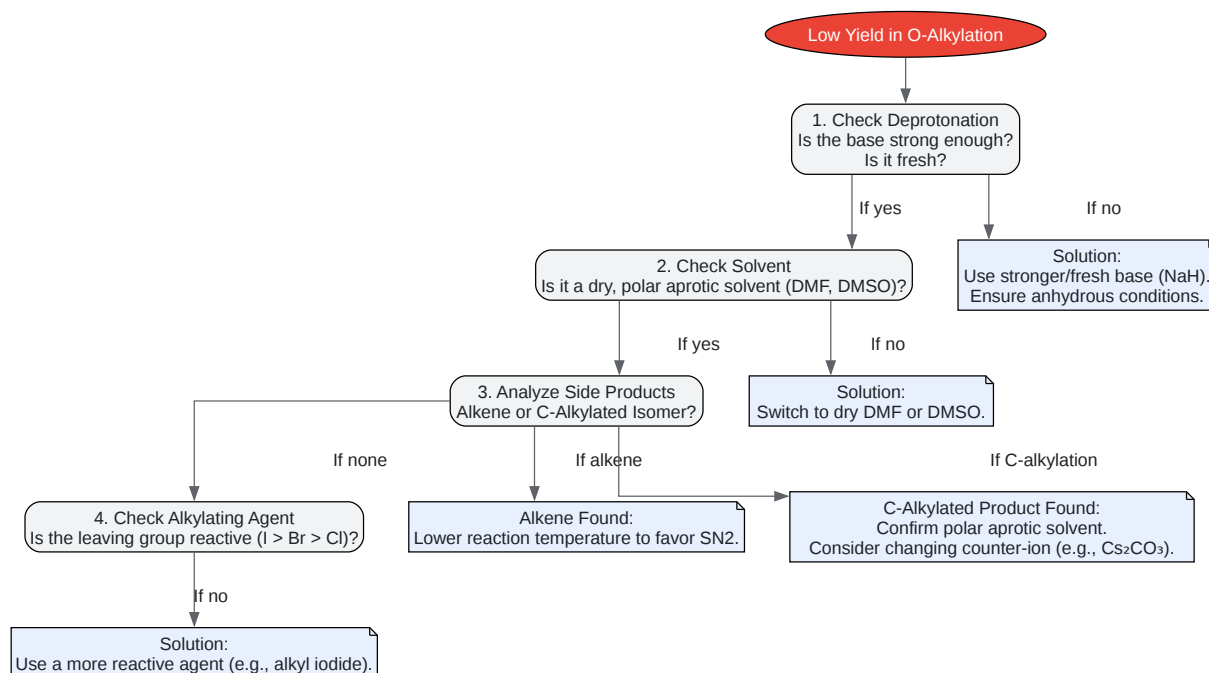 Low Yield in O-Alkylation
1. Check Deprotonation
Is the base strong enough?
Is it fresh?
If yes
If no
2. Check Solvent
Is it a dry, polar aprotic solvent (DMF, DMSO)?
Solution:
Use stronger/fresh base (NaH).
Ensure anhydrous conditions.
If yes
If no
3. Analyze Side Products
Alkene or C-Alkylated Isomer?
Solution:
Switch to dry DMF or DMSO.
If none
If alkene
If C-alkylation
4. Check Alkylating Agent
Is the leaving group reactive (I > Br > Cl)?
Alkene Found:
Lower reaction temperature to favor SN2.
C-Alkylated Product Found:
Confirm polar aprotic solvent.
Consider changing counter-ion (e.g., Cs₂CO₃).
If no
Solution:
Use a more reactive agent (e.g., alkyl iodide).